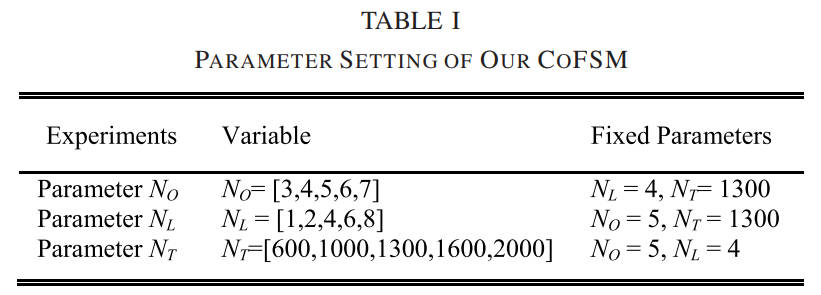 TABLE I
PARAMETER SETTING OF OUR COFSM
Experiments Variable Fixed Parameters
Parameter N_O N_O= [3,4,5,6,7] N_L = 4, N_T= 1300
Parameter N_L N_L = [1,2,4,6,8] N_O = 5, N_T = 1300
Parameter N_T N_T=[600,1000,1300,1600,2000] N_O = 5, N_L = 4